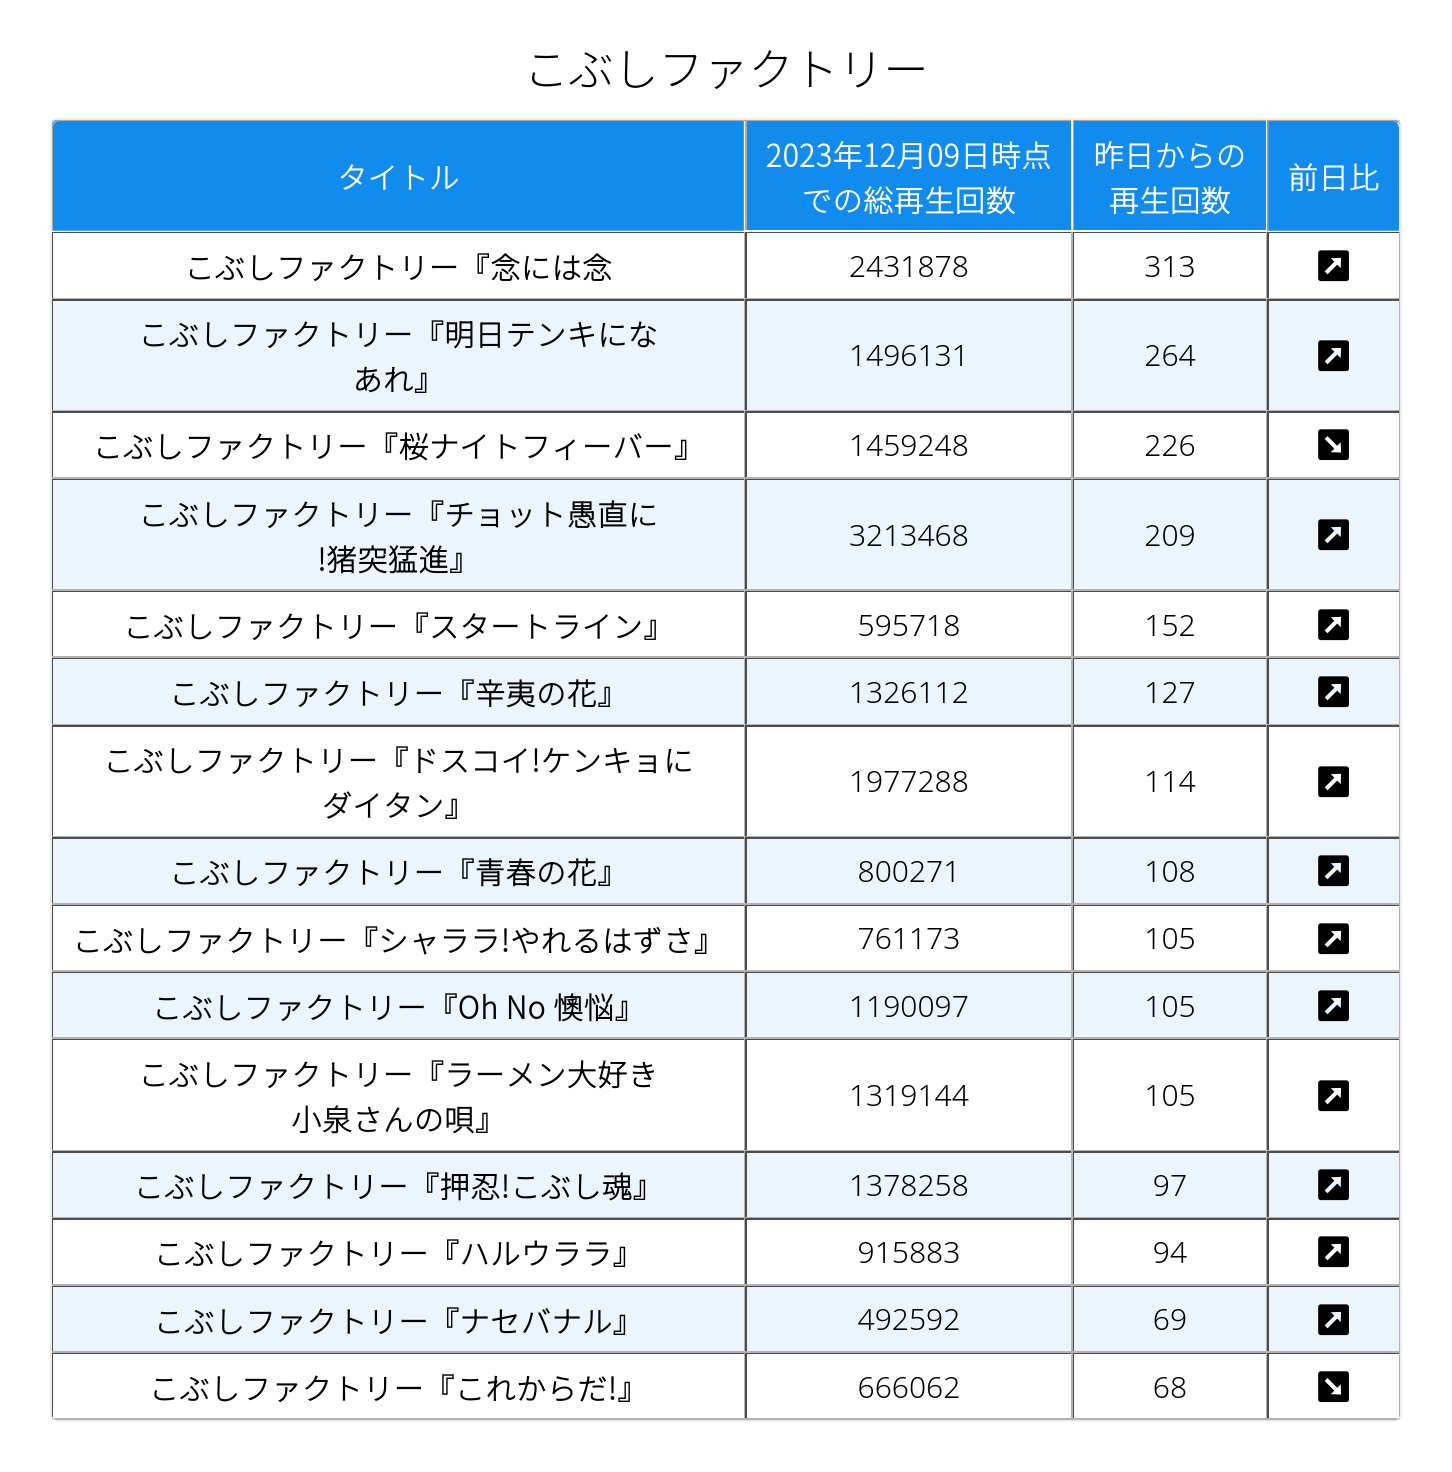 こぶしファクトリー
タイトル
2023年12月09日時点
での総再生回数
昨日からの
再生回数
前日比
こぶしファクトリー『念には念 2431878 313
こぶしファクトリー『明日テンキにな
あれ』 1496131 264
こぶしファクトリー『桜ナイトフィーバー』 1459248 226
こぶしファクトリー『チョット愚直に
!猪突猛進』 3213468 209
こぶしファクトリー『スタートライン』 595718 152
こぶしファクトリー『辛夷の花』 1326112 127
こぶしファクトリー『ドスコイ!ケンキョに
ダイタン』 1977288 114
こぶしファクトリー『青春の花』 800271 108
こぶしファクトリー『シャララ!やれるはずさ』 761173 105
こぶしファクトリー『Oh No 懊悩』 1190097 105
こぶしファクトリー『ラーメン大好き
小泉さんの唄』 1319144 105
こぶしファクトリー『押忍!こぶし魂』 1378258 97
こぶしファクトリー『ハルウララ』 915883 94
こぶしファクトリー『ナセバナル』 492592 69
こぶしファクトリー『これからだ!』 666062 68